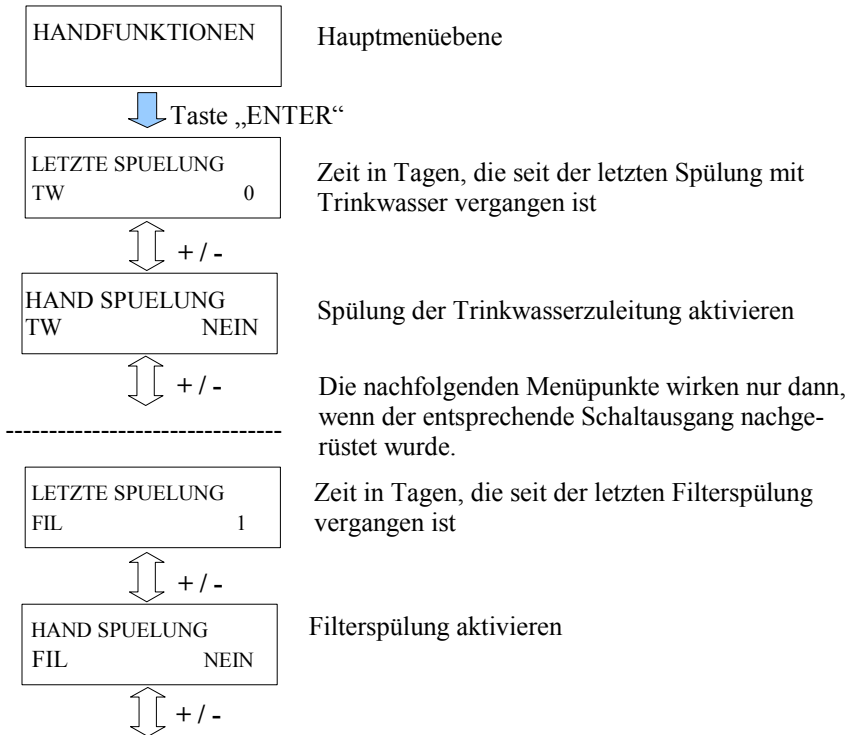 HANDFUNKTIONEN
Hauptmenüebene
Taste „ENTER“
LETZTE SPUELUNG
TW 0
Zeit in Tagen, die seit der letzten Spülung mit
Trinkwasser vergangen ist
+ / -
HAND SPUELUNG
TW NEIN
Spülung der Trinkwasserzuleitung aktivieren
+ / -
Die nachfolgenden Menüpunkte wirken nur dann,
wenn der entsprechende Schaltausgang nachge-
rüstet wurde.
--------------------------------
LETZTE SPUELUNG
FIL 1
Zeit in Tagen, die seit der letzten Filterspülung
vergangen ist
+ / -
HAND SPUELUNG
FIL NEIN
Filterspülung aktivieren
+ / -